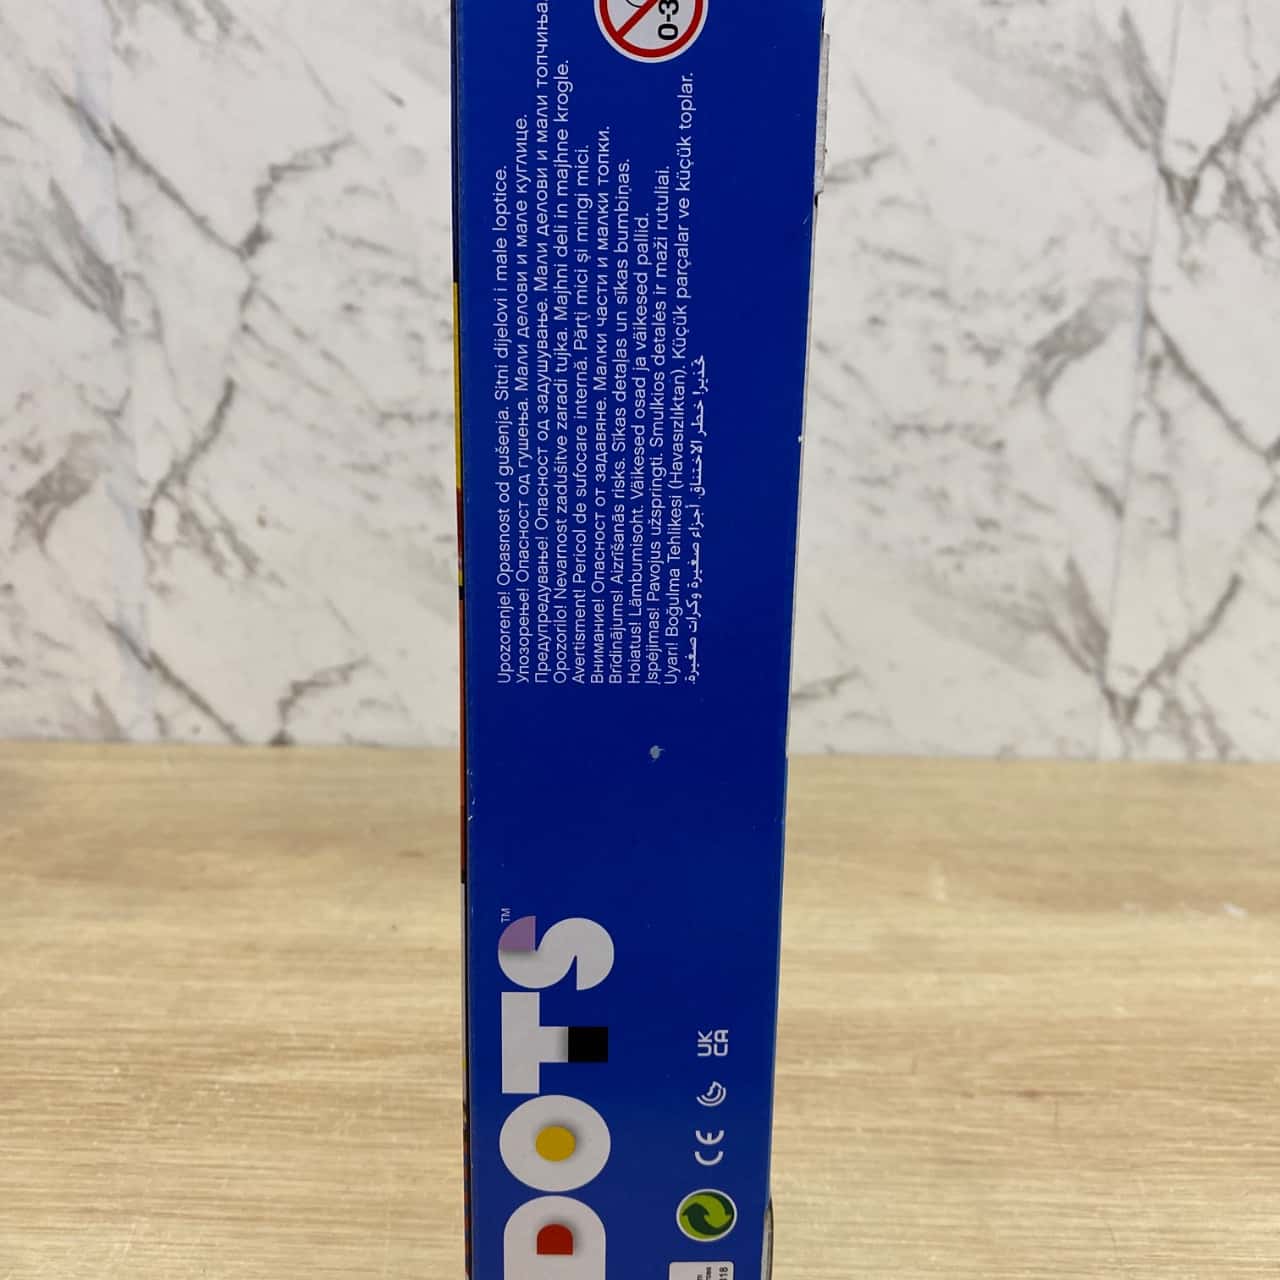 Upozorenje! Opasnost od gušenja. Sitni dijelovi i male loptice.
Упозорење! Опасност од гушења. Мали делови и мале куглице.
Предупредување! Опасност од задушување. Мали делови и мали топчиња.
Opozorilo! Nevarnost zadušitve zaradi tujka. Majhni deli in majhne krogle.
Avertisment! Pericol de sufocare internă. Părți mici și mingi mici.
Внимание! Опасност от задавяне. Малки части и малки топки.
Brīdinājums! Aizrīšanās risks. Sīkas detaļas un sīkas bumbiņas.
Hoiatus! Lämbumisoht. Väikesed osad ja väikesed pallid.
Įspėjimas! Pavojus užspringti. Smulkios detalės ir maži rutuliai.
Uyarı! Boğulma Tehlikesi (Havasızlıktan). Küçük parçalar ve küçük toplar.
تحذير! خطر الاختناق. أجزاء صغيرة وكرات صغيرة.
0-3
DOTS™
CE
UK
CA
118